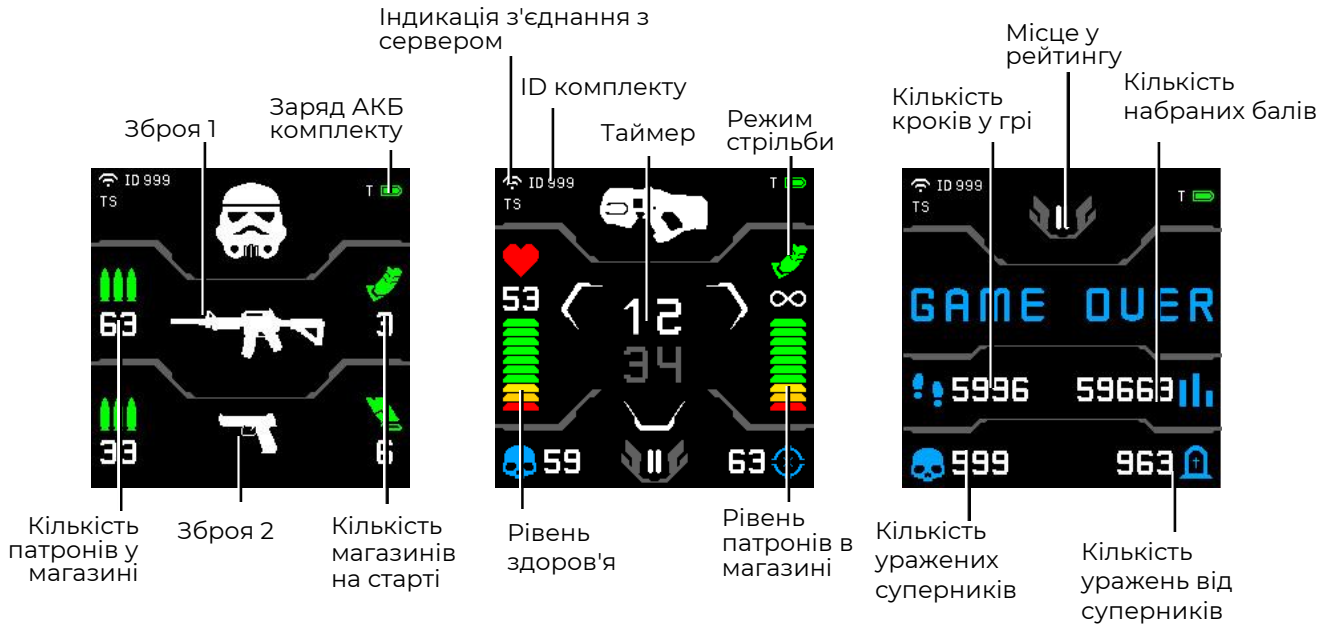 Індикація з'єднання з
сервером
Місце у
рейтингу
ID комплекту
Заряд АКБ
комплекту
Зброя 1
Таймер
Режим
стрільби
Кількість
кроків у грі
Кількість
набраних балів
ID 999
TS
T
63
3
33
6
ID 999
TS
T
53
∞
12
34
59
II
63
ID 999
TS
T
II
GAME OVER
5996
59663
999
963
Кількість
патронів у
магазині
Зброя 2
Кількість
магазинів
на старті
Рівень
здоров'я
Рівень
патронів в
магазині
Кількість
уражених
суперників
Кількість
уражень від
суперників